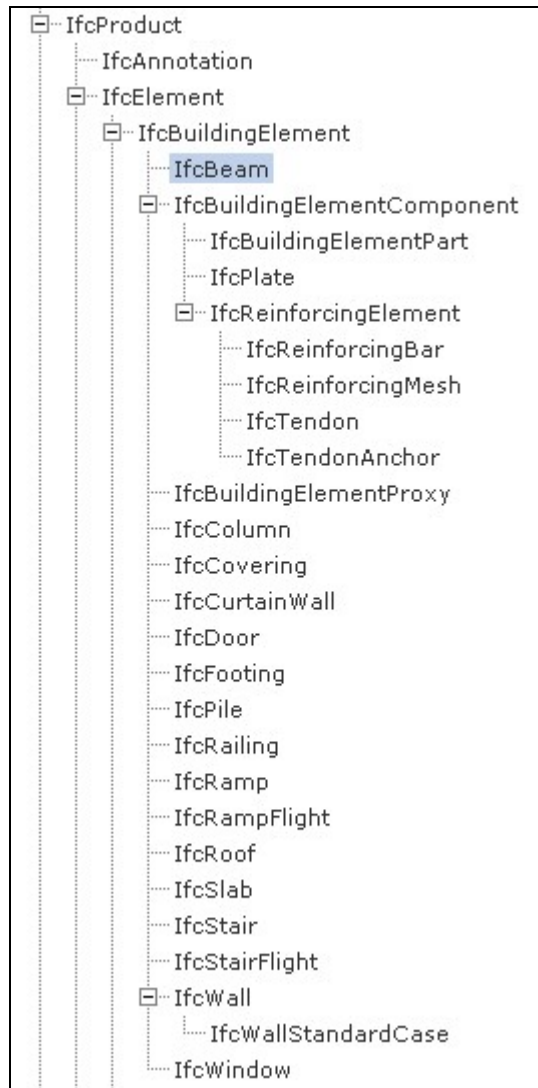 IfcProduct
IfcAnnotation
IfcElement
IfcBuildingElement
IfcBeam
IfcBuildingElementComponent
IfcBuildingElementPart
IfcPlate
IfcReinforcingElement
IfcReinforcingBar
IfcReinforcingMesh
IfcTendon
IfcTendonAnchor
IfcBuildingElementProxy
IfcColumn
IfcCovering
IfcCurtainWall
IfcDoor
IfcFooting
IfcPile
IfcRailing
IfcRamp
IfcRampFlight
IfcRoof
IfcSlab
IfcStair
IfcStairFlight
IfcWall
IfcWallStandardCase
IfcWindow